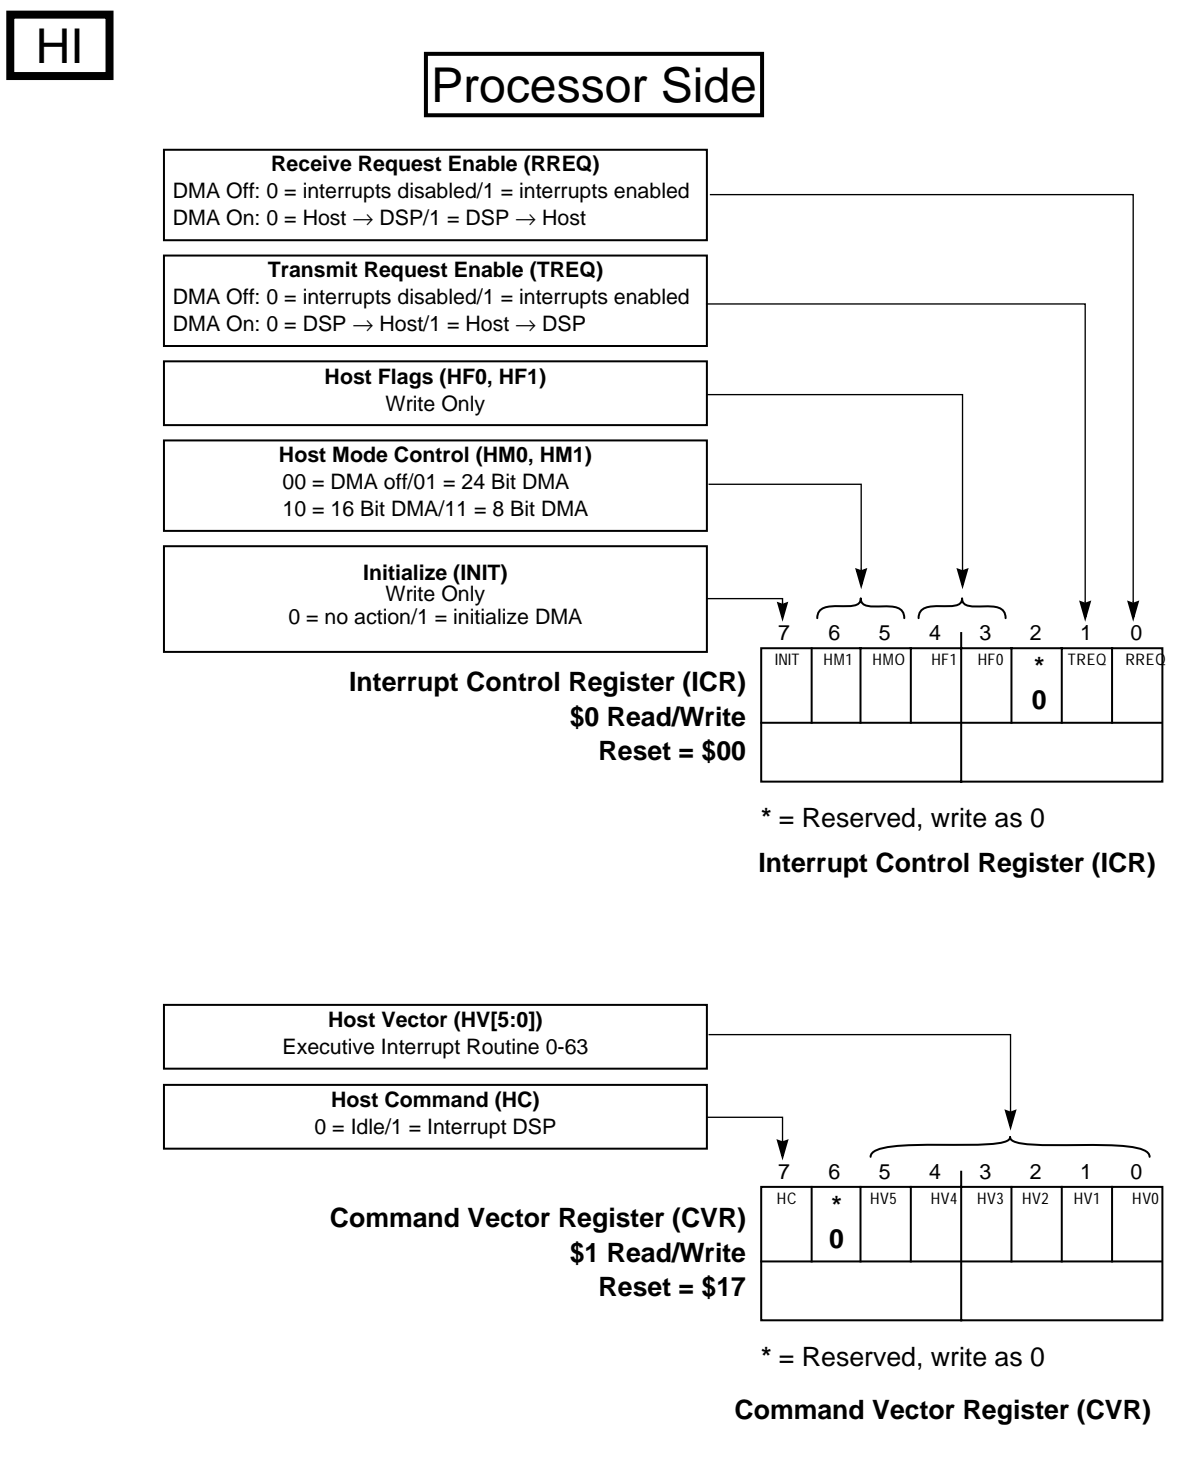 HI
Processor Side
Receive Request Enable (RREQ)
DMA Off: 0 = interrupts disabled/1 = interrupts enabled
DMA On: 0 = Host → DSP/1 = DSP → Host
Transmit Request Enable (TREQ)
DMA Off: 0 = interrupts disabled/1 = interrupts enabled
DMA On: 0 = DSP → Host/1 = Host → DSP
Host Flags (HF0, HF1)
Write Only
Host Mode Control (HM0, HM1)
00 = DMA off/01 = 24 Bit DMA
10 = 16 Bit DMA/11 = 8 Bit DMA
Initialize (INIT)
Write Only
0 = no action/1 = initialize DMA
7 6 5 4 3 2 1 0
INIT HM1 HMO HF1 HF0 * TREQ RREQ
0
Interrupt Control Register (ICR)
$0 Read/Write
Reset = $00
* = Reserved, write as 0
Interrupt Control Register (ICR)
Host Vector (HV[5:0])
Executive Interrupt Routine 0-63
Host Command (HC)
0 = Idle/1 = Interrupt DSP
7 6 5 4 3 2 1 0
HC * HV5 HV4 HV3 HV2 HV1 HV0
0
Command Vector Register (CVR)
$1 Read/Write
Reset = $17
* = Reserved, write as 0
Command Vector Register (CVR)